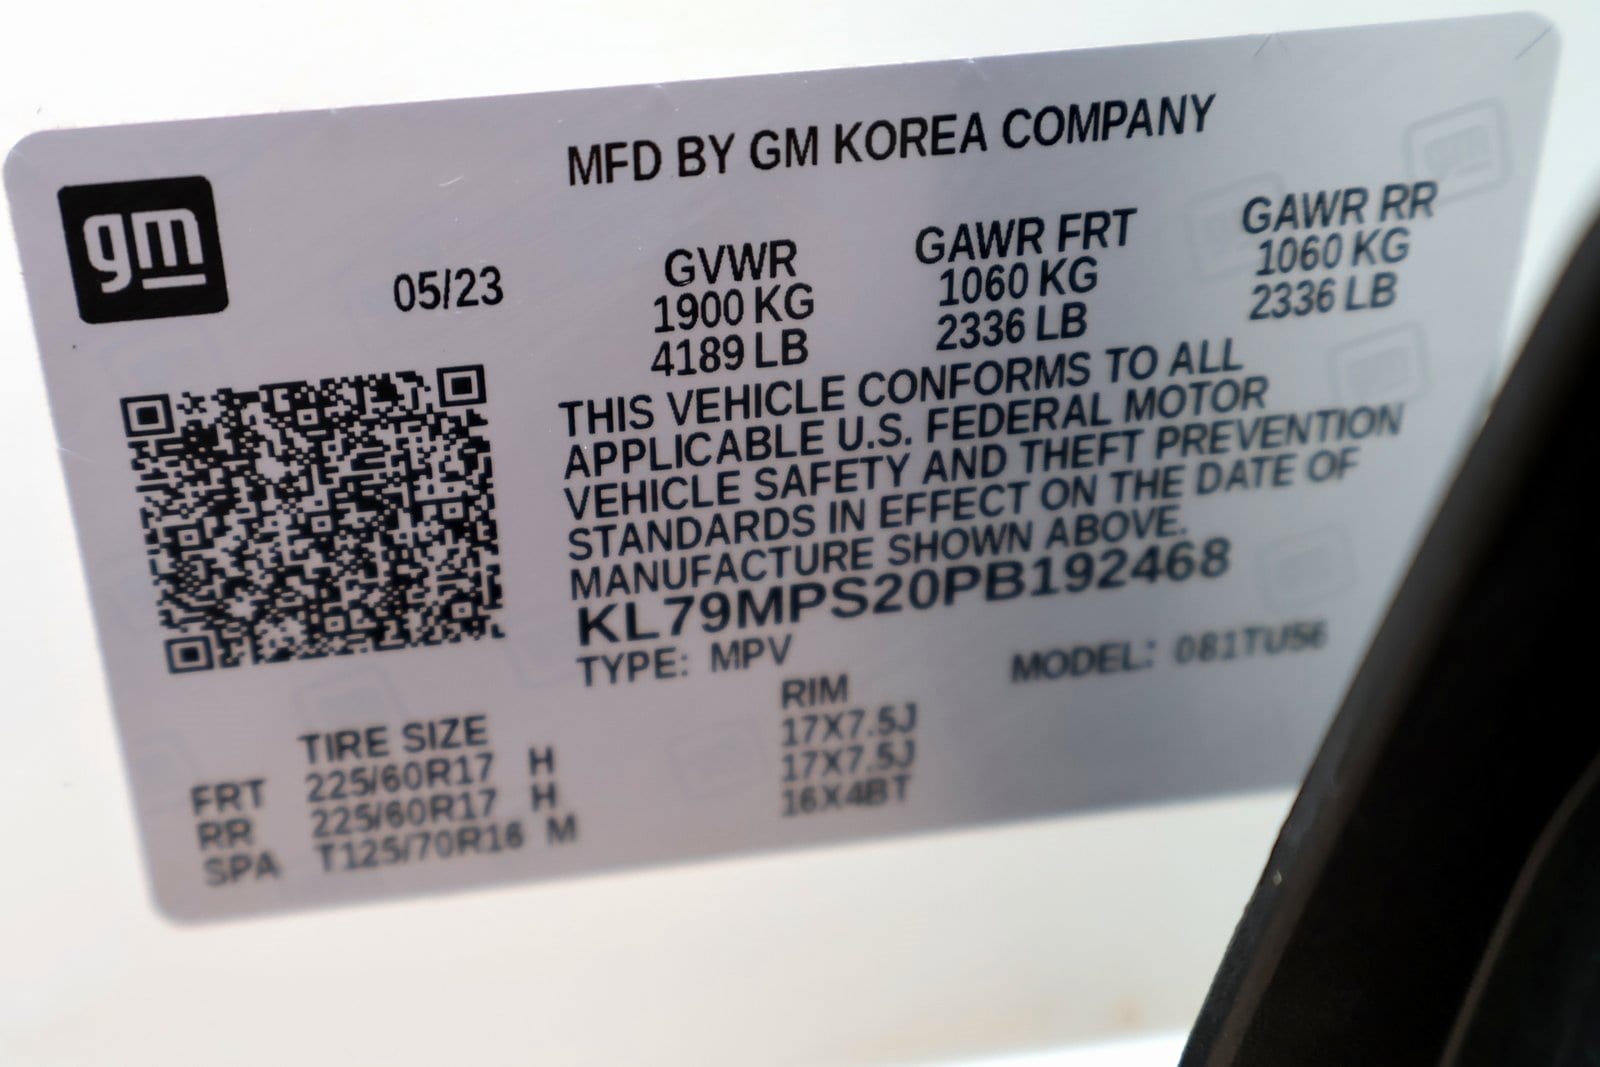 MFD BY GM KOREA COMPANY
gm
05/23
GVWR GAWR FRT GAWR RR
1900 KG 1060 KG 1060 KG
4189 LB 2336 LB 2336 LB
THIS VEHICLE CONFORMS TO ALL
APPLICABLE U.S. FEDERAL MOTOR
VEHICLE SAFETY AND THEFT PREVENTION
STANDARDS IN EFFECT ON THE DATE OF
MANUFACTURE SHOWN ABOVE.
KL79MPS20PB192468
TYPE: MPV MODEL: 081TU56
TIRE SIZE RIM
FRT 225/60R17 H 17X7.5J
RR 225/60R17 H 17X7.5J
SPA T125/70R16 M 16X4BT